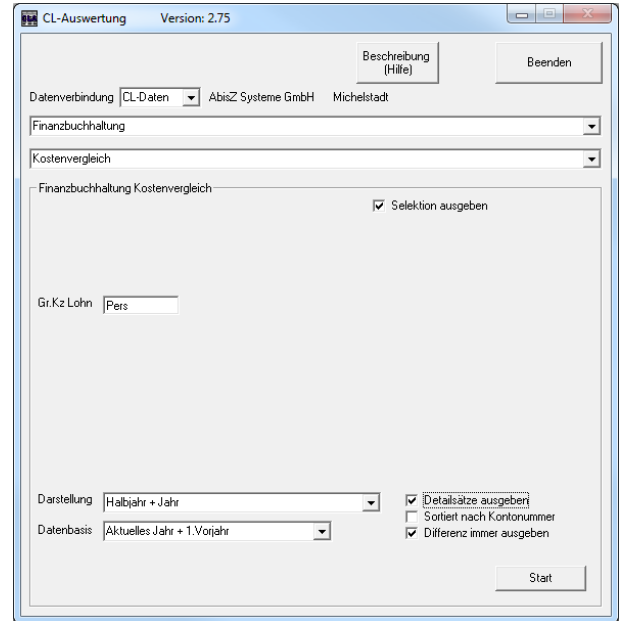 CL-Auswertung Version: 2.75
Beschreibung
(Hilfe)
Beenden
Datenverbindung CL-Daten AbisZ Systeme GmbH Michelstadt
Finanzbuchhaltung
Kostenvergleich
Finanzbuchhaltung Kostenvergleich
Selektion ausgeben
Gr.Kz Lohn Pers
Darstellung Halbjahr + Jahr
Detailsätze ausgeben
Sortiert nach Kontonummer
Datenbasis Aktuelles Jahr + 1.Vorjahr
Differenz immer ausgeben
Start